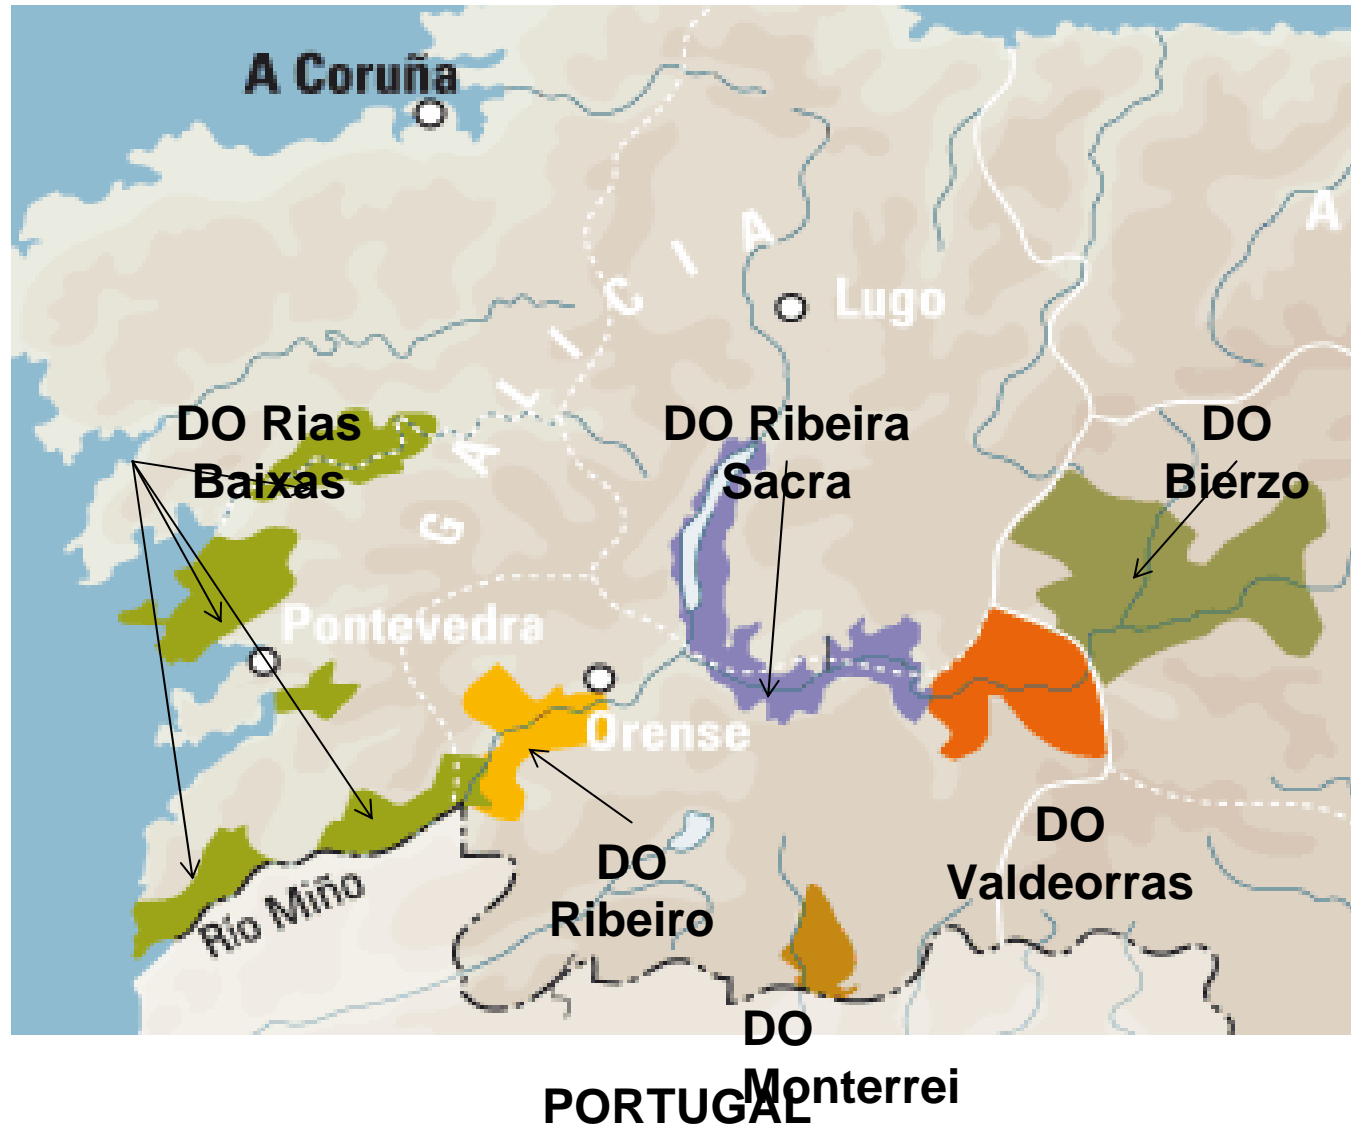 A Coruña
GALICIA
A
Lugo
DO Rias
Baixas
DO Ribeira
Sacra
DO
Bierzo
Pontevedra
Orense
DO
Valdeorras
DO
Ribeiro
Río Miño
DO
Monterrei
PORTUGAL